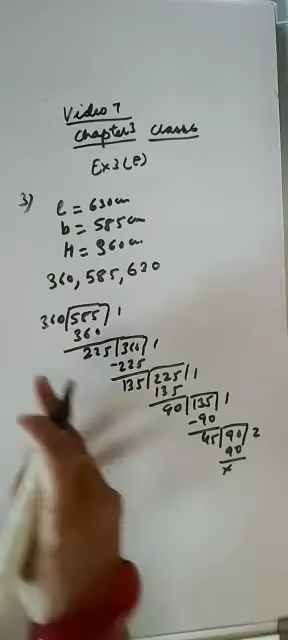 Video 7
Chapter 3 Class 6
Ex 3(E)
3) l = 630cm
b = 585cm
H = 360cm
360, 585, 630
360 585 1
360
225 360 1
-225
135 225 1
135
90 135 1
-90
45 90 2
90
x